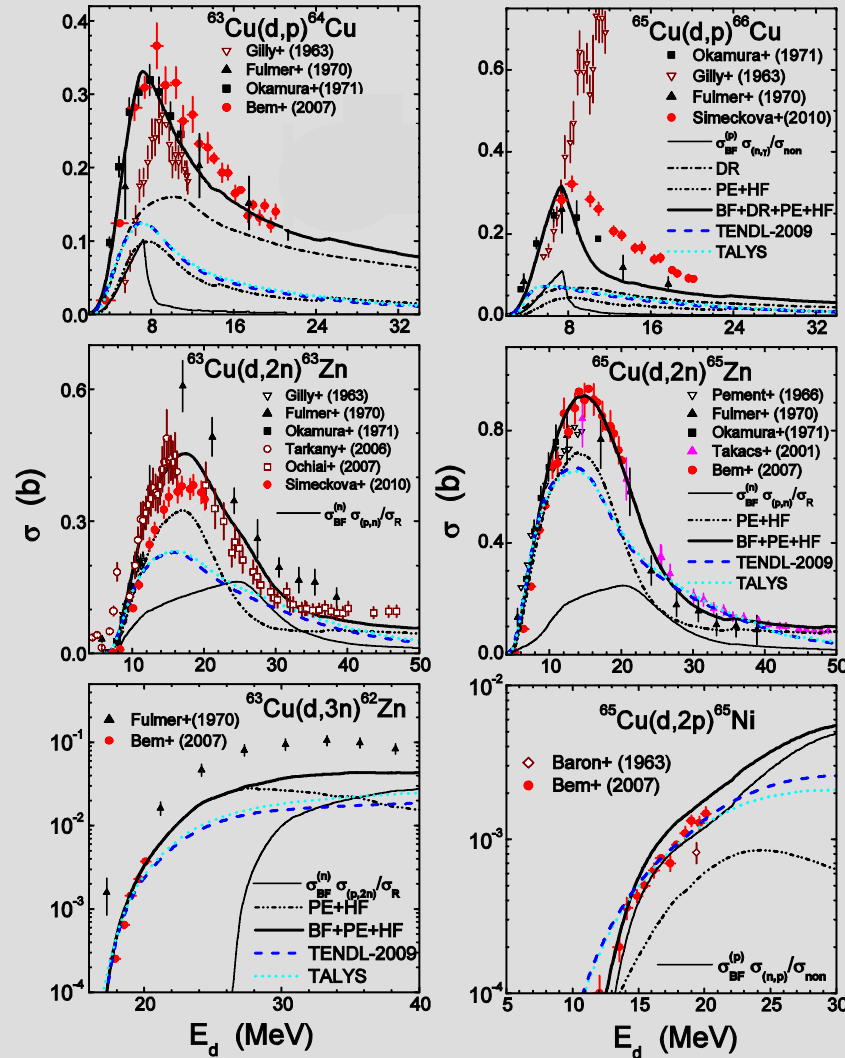 63Cu(d,p)64Cu
Gilly+ (1963)
Fulmer+ (1970)
Okamura+ (1971)
Bem+ (2007)
0.4
0.3
0.2
0.1
0.0
8
16
24
32
65Cu(d,p)66Cu
Okamura+ (1971)
Gilly+ (1963)
Fulmer+ (1970)
Simeckova+(2010)
σBF(p) σ(n,γ)/σnon
DR
PE+HF
BF+DR+PE+HF
TENDL-2009
TALYS
0.6
0.4
0.2
0.0
8
16
24
32
σ (b)
63Cu(d,2n)63Zn
Gilly+ (1963)
Fulmer+ (1970)
Okamura+ (1971)
Tarkany+ (2006)
Ochiai+ (2007)
Simeckova+ (2010)
σBF(n) σ(p,n)/σR
0.6
0.3
0.0
10
20
30
40
50
65Cu(d,2n)65Zn
Pement+ (1966)
Fulmer+ (1970)
Okamura+(1971)
Takacs+ (2001)
Bem+ (2007)
σBF(n) σ(p,n)/σR
PE+HF
BF+PE+HF
TENDL-2009
TALYS
0.9
0.6
0.3
0.0
10
20
30
40
50
63Cu(d,3n)62Zn
Fulmer+(1970)
Bem+ (2007)
σBF(n) σ(p,2n)/σR
PE+HF
BF+PE+HF
TENDL-2009
TALYS
10-1
10-2
10-3
10-4
20
30
40
Ed (MeV)
65Cu(d,2p)65Ni
Baron+ (1963)
Bem+ (2007)
σBF(p) σ(n,p)/σnon
10-2
10-3
10-4
5
10
15
20
25
30
Ed (MeV)